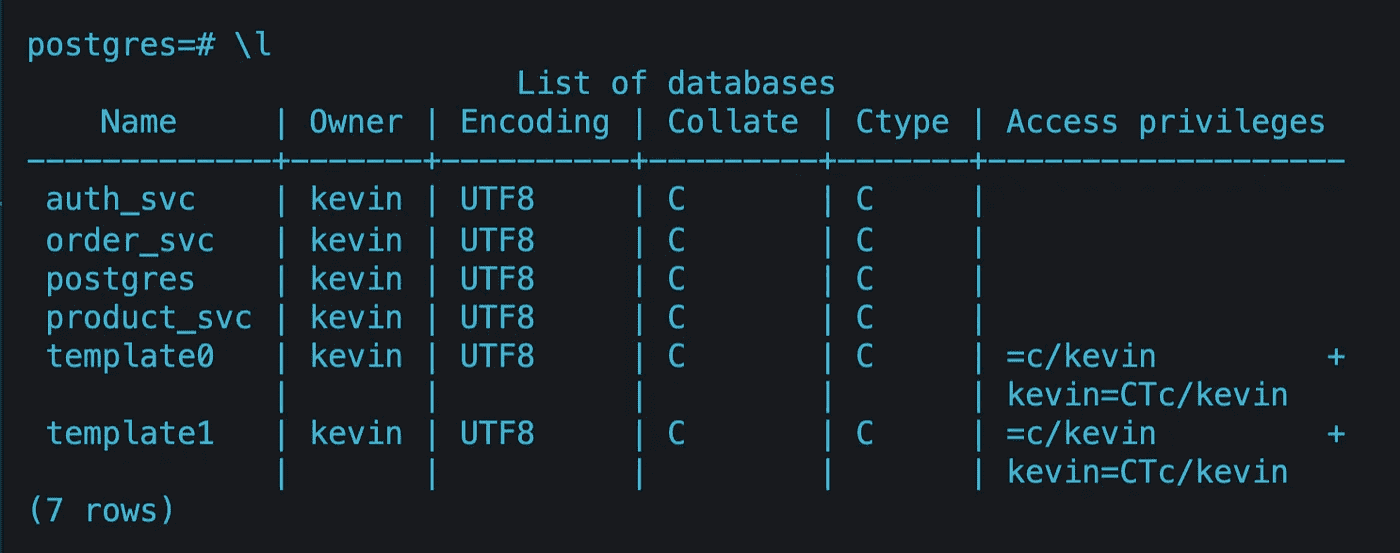 postgres=# \l
                          List of databases
    Name     | Owner | Encoding | Collate | Ctype | Access privileges
-------------+-------+----------+---------+-------+-------------------
 auth_svc    | kevin | UTF8     | C       | C     |
 order_svc   | kevin | UTF8     | C       | C     |
 postgres    | kevin | UTF8     | C       | C     |
 product_svc | kevin | UTF8     | C       | C     |
 template0   | kevin | UTF8     | C       | C     | =c/kevin         +
             |       |          |         |       | kevin=CTc/kevin
 template1   | kevin | UTF8     | C       | C     | =c/kevin         +
             |       |          |         |       | kevin=CTc/kevin
(7 rows)